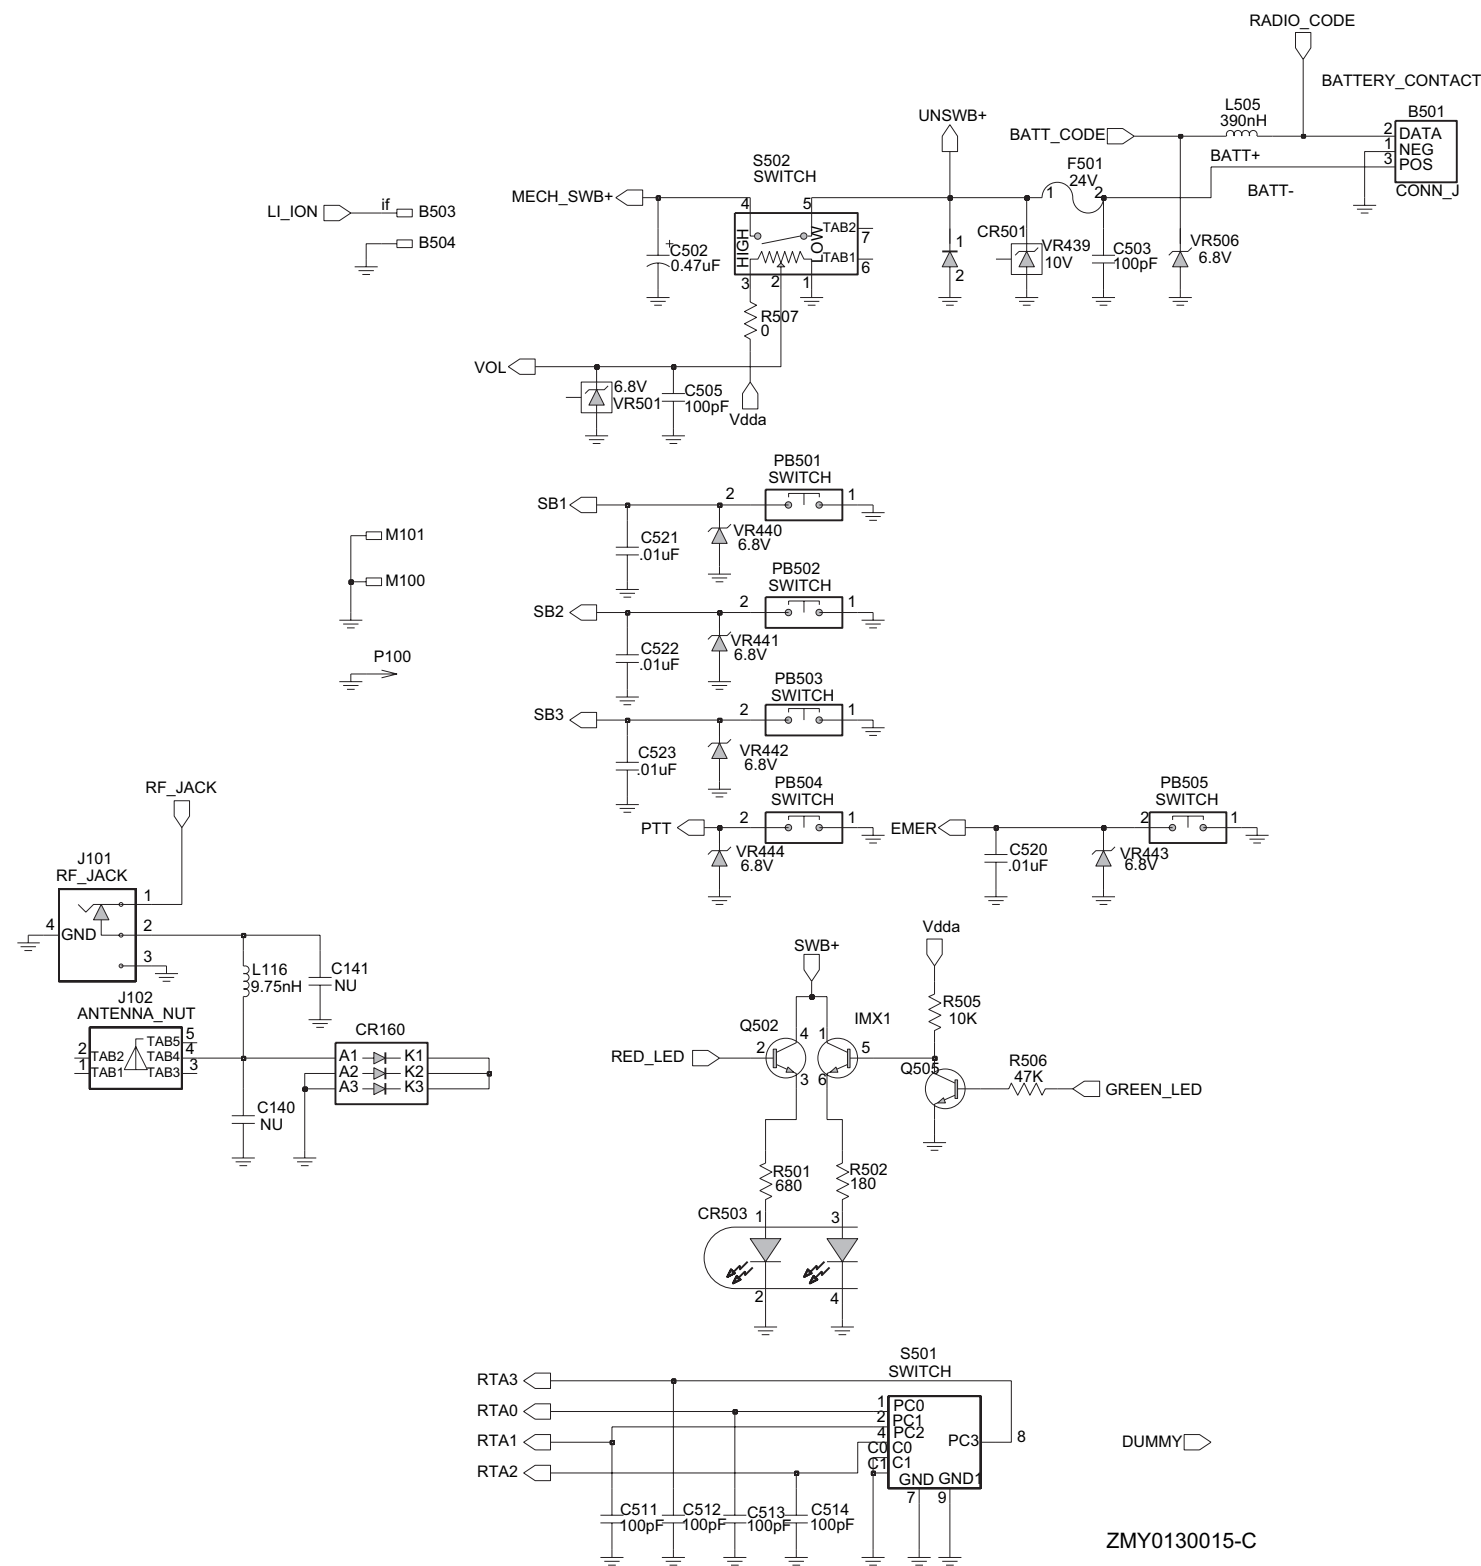 RADIO_CODE
BATTERY_CONTACT
UNSWB+
BATT_CODE
L505
390nH
B501
2
DATA
1
NEG
3
POS
CONN_J
BATT+
BATT-
S502
SWITCH
F501
24V
1
2
MECH_SWB+
4
5
LI_ION
if
B503
B504
HIGH
LOW
TAB2
7
TAB1
6
3
2
1
+
C502
0.47uF
1
2
CR501
VR439
10V
C503
100pF
VR506
6.8V
R507
0
VOL
6.8V
VR501
C505
100pF
Vdda
PB501
SWITCH
SB1
2
1
C521
.01uF
VR440
6.8V
M101
M100
PB502
SWITCH
SB2
2
1
C522
.01uF
VR441
6.8V
P100
PB503
SWITCH
SB3
2
1
C523
.01uF
VR442
6.8V
PB504
SWITCH
PTT
2
1
VR444
6.8V
PB505
SWITCH
EMER
2
1
C520
.01uF
VR443
6.8V
RF_JACK
J101
RF_JACK
1
4
GND
2
3
L116
9.75nH
C141
NU
J102
ANTENNA_NUT
TAB5
5
2
TAB2
TAB4
4
1
TAB1
TAB3
3
CR160
A1
K1
A2
K2
A3
K3
C140
NU
SWB+
Vdda
R505
10K
Q502
IMX1
4
1
RED_LED
2
5
3
6
Q505
R506
47K
GREEN_LED
R501
680
R502
180
CR503
1
3
2
4
S501
SWITCH
RTA3
RTA0
RTA1
RTA2
1
PC0
2
PC1
4
PC2
C0
C0
C1
C1
PC3
8
GND
GND1
7
9
DUMMY
C511
100pF
C512
100pF
C513
100pF
C514
100pF
ZMY0130015-C